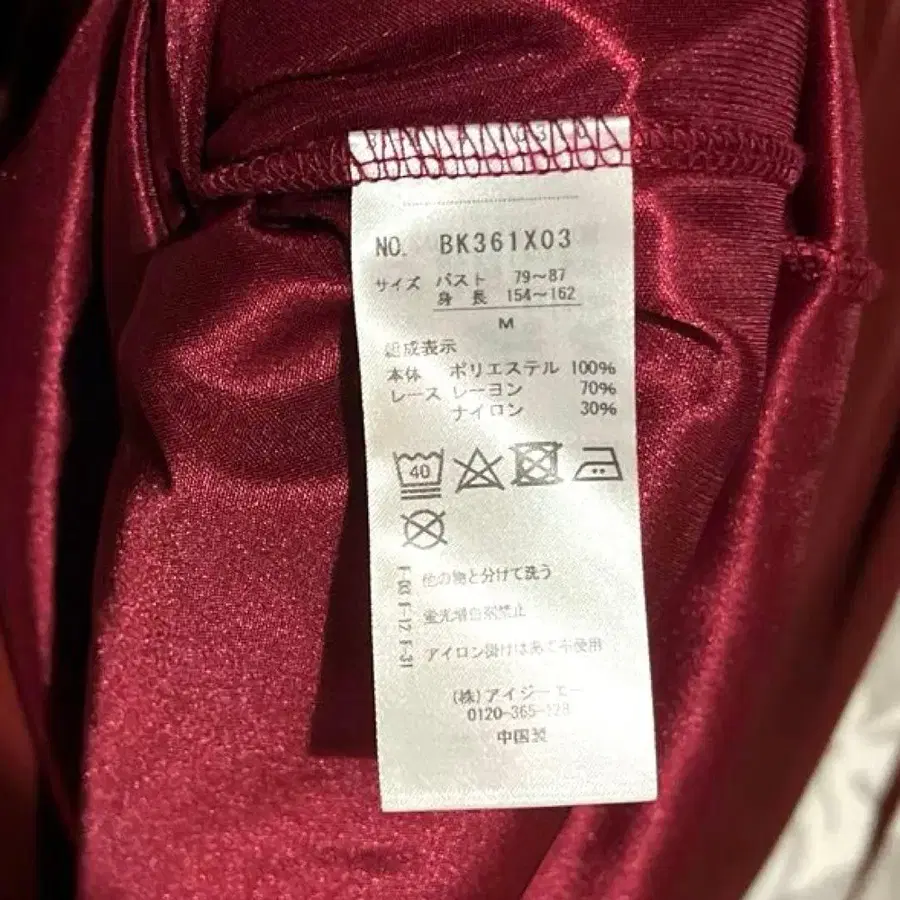 NO. BK361X03
サイズ バスト 79～87
身長 154～162
M
組成表示
本体 ポリエステル 100%
レース レーヨン 70%
ナイロン 30%
40
F-03 F-12 F-31
他の物と分けて洗う
蛍光増白剤禁止
アイロン掛けはあて布使用
(株)アイジーエー
0120-365-128
中国製